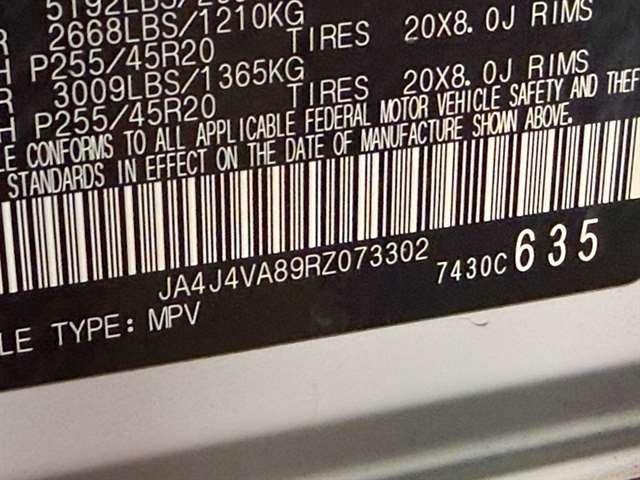 2668LBS/1210KG TIRES 20X8.0J RIMS
P255/45R20
3009LBS/1365KG TIRES 20X8.0J RIMS
P255/45R20
CONFORMS TO ALL APPLICABLE FEDERAL MOTOR VEHICLE SAFETY AND THEFT
STANDARDS IN EFFECT ON THE DATE OF MANUFACTURE SHOWN ABOVE.
JA4J4VA89RZ073302 7430C 635
LE TYPE: MPV